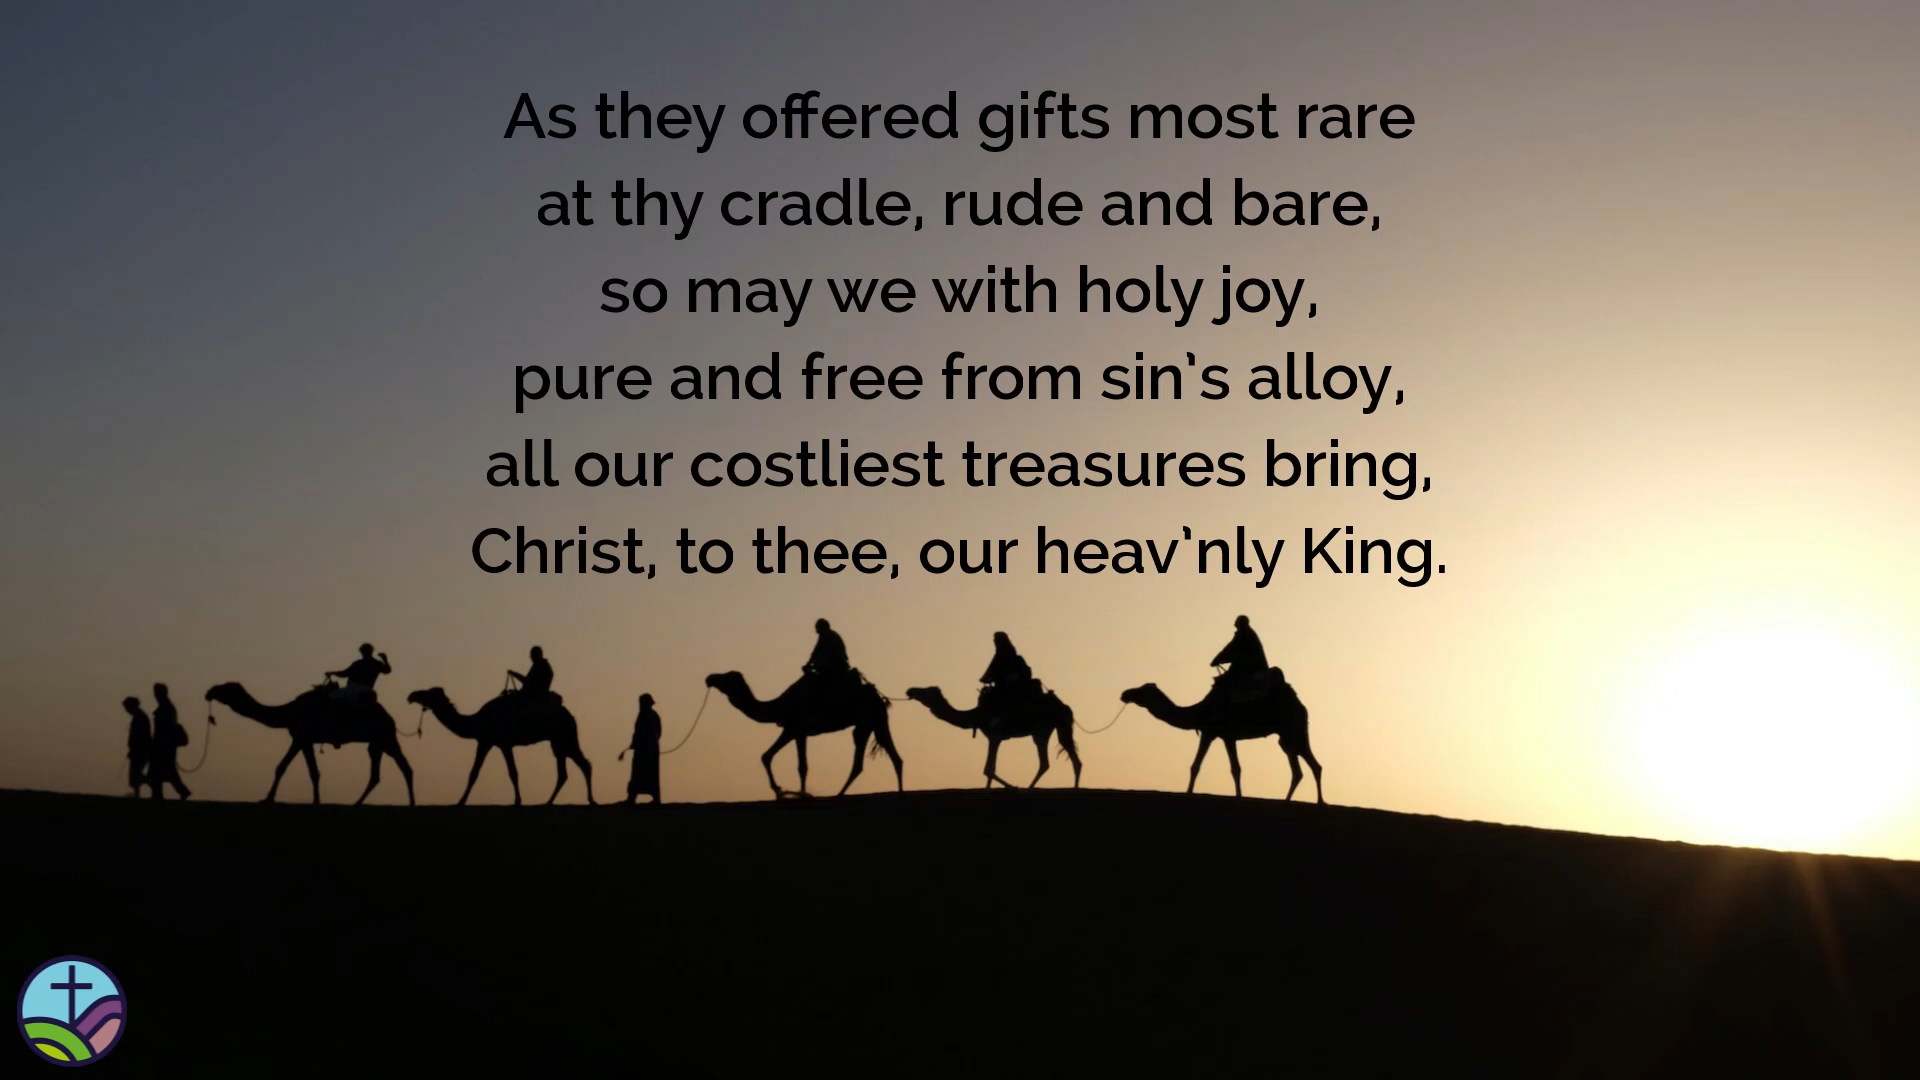 As they offered gifts most rare
at thy cradle, rude and bare,
so may we with holy joy,
pure and free from sin's alloy,
all our costliest treasures bring,
Christ, to thee, our heav'nly King.